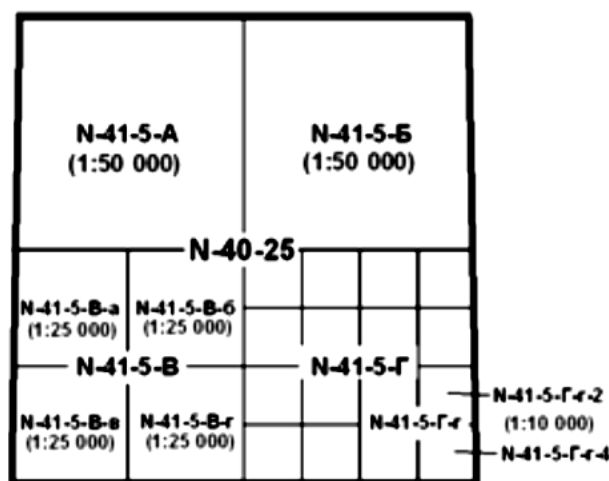 N-41-5-А
(1:50 000)
N-41-5-Б
(1:50 000)
N-40-25
N-41-5-В-а
(1:25 000)
N-41-5-В-б
(1:25 000)
N-41-5-В
N-41-5-Г
N-41-5-В-в
(1:25 000)
N-41-5-В-г
(1:25 000)
N-41-5-Г-г
N-41-5-Г-г-2
(1:10 000)
N-41-5-Г-г-4